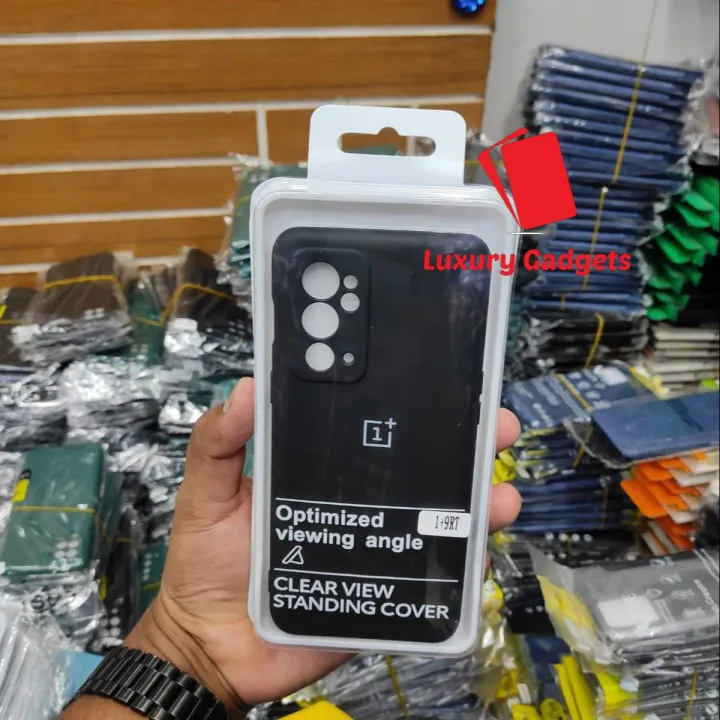 Luxury Gadgets
1+
Optimized
viewing angle
1+9RT
CLEAR VIEW
STANDING COVER